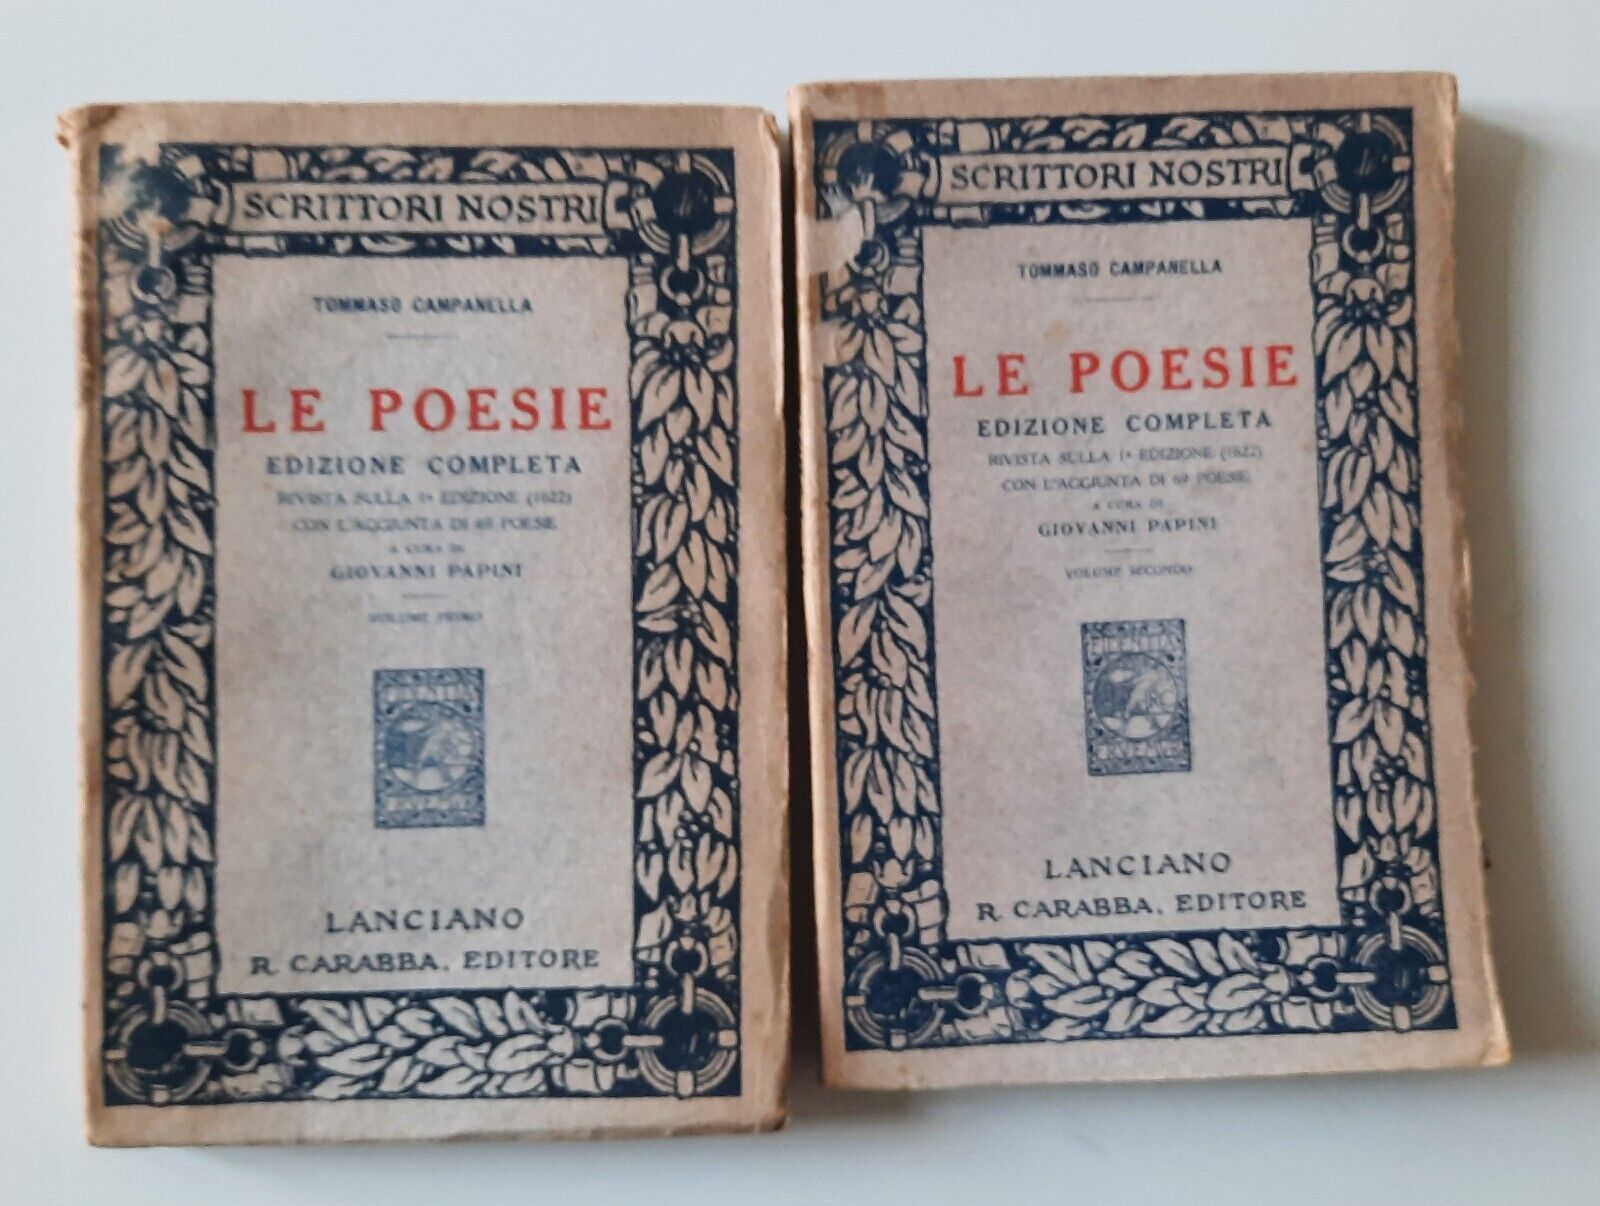 SCRITTORI NOSTRI
TOMMASO CAMPANELLA
LE POESIE
EDIZIONE COMPLETA
RIVISTA SULLA 1ª EDIZIONE (1622)
CON L'AGGIUNTA DI 69 POESIE
A CURA DI
GIOVANNI PAPINI
VOLUME PRIMO
LANCIANO
R. CARABBA, EDITORE
SCRITTORI NOSTRI
TOMMASO CAMPANELLA
LE POESIE
EDIZIONE COMPLETA
RIVISTA SULLA 1ª EDIZIONE (1622)
CON L'AGGIUNTA DI 69 POESIE
A CURA DI
GIOVANNI PAPINI
VOLUME SECONDO
LANCIANO
R. CARABBA, EDITORE